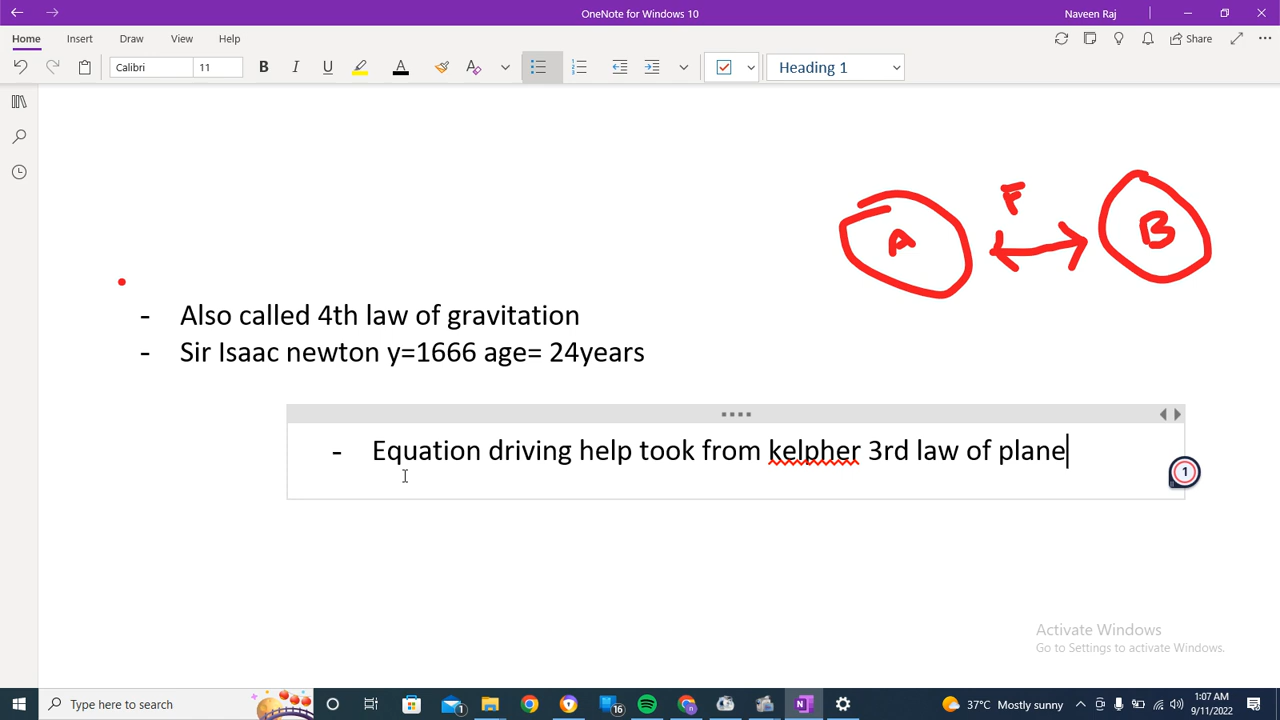 OneNote for Windows 10
Naveen Raj
Home Insert Draw View Help
Share
Calibri 11 B I U A A Heading 1
F
A B
- Also called 4th law of gravitation
- Sir Isaac newton y=1666 age= 24years
- Equation driving help took from kelpher 3rd law of plane
1
Activate Windows
Go to Settings to activate Windows.
Type here to search
1
16
37°C Mostly sunny
1:07 AM
9/11/2022